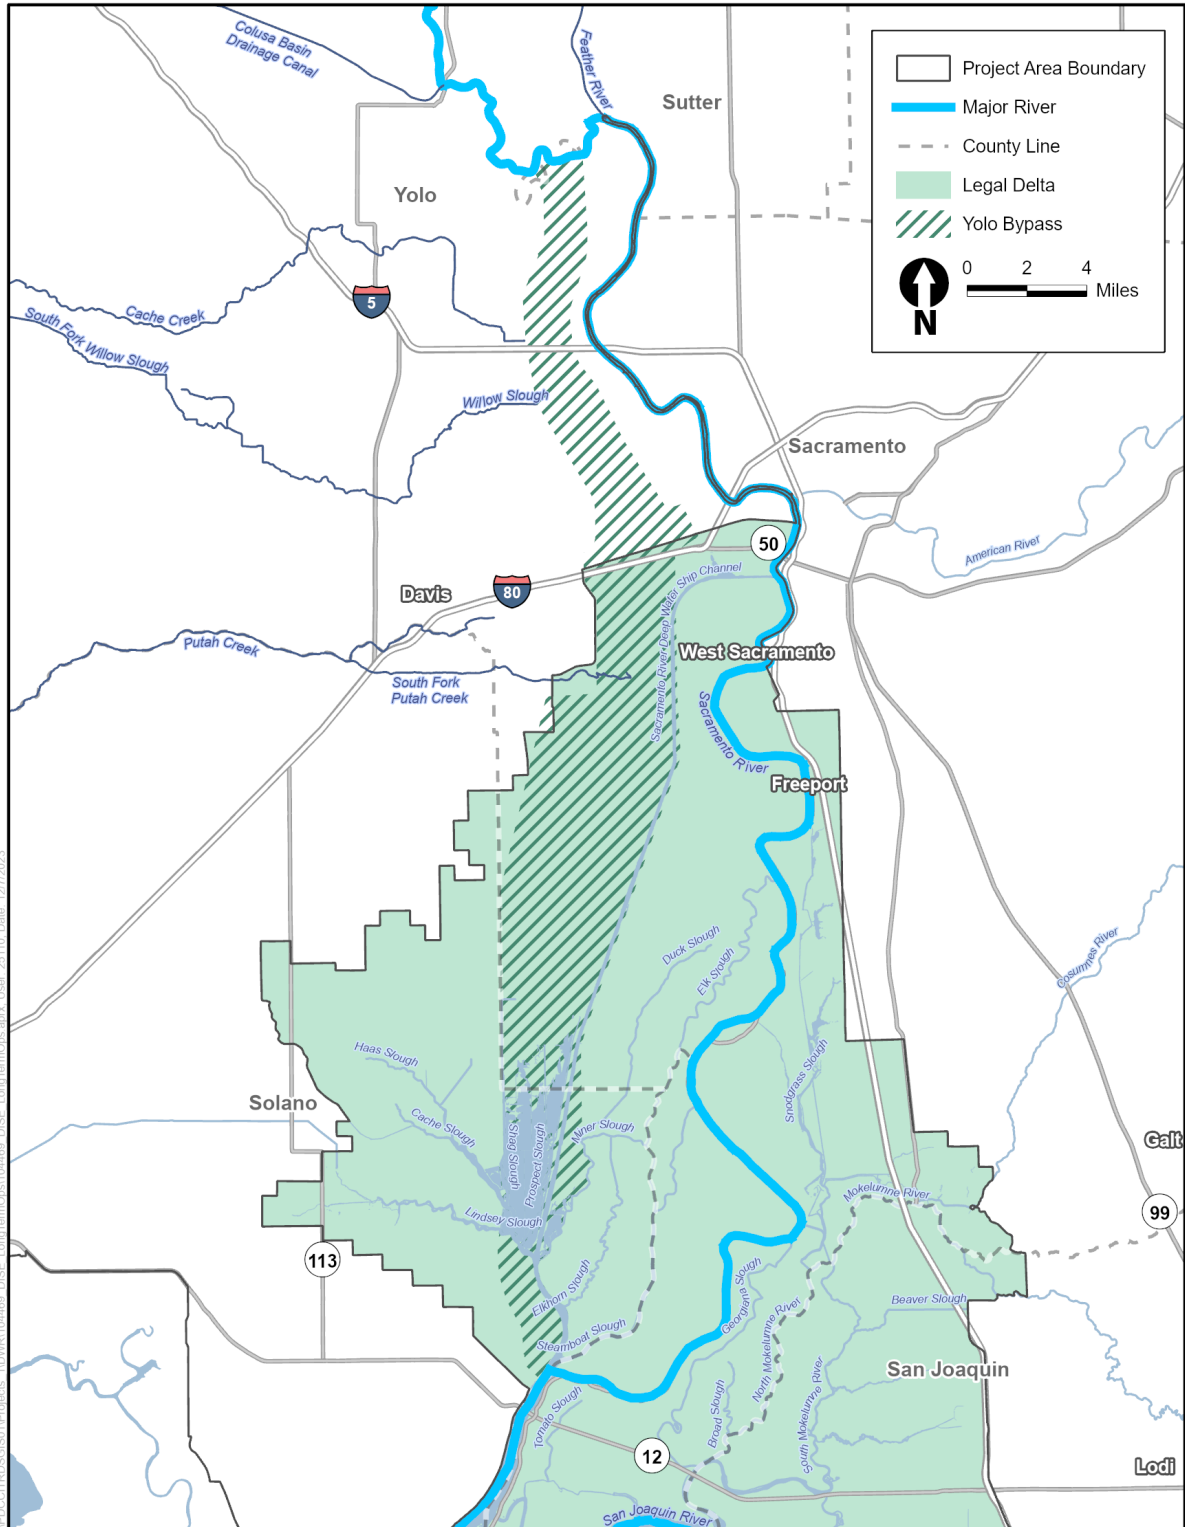 Colusa Basin
Drainage Canal
Feather River
Sutter
Project Area Boundary
Major River
County Line
Legal Delta
Yolo Bypass
0 2 4
Miles
N
Yolo
5
Cache Creek
South Fork Willow Slough
Willow Slough
Sacramento
American River
50
Sacramento River Deep Water Ship Channel
Davis
80
Putah Creek
South Fork
Putah Creek
West Sacramento
Sacramento River
Freeport
Duck Slough
Elk Slough
Cosumnes River
Haas Slough
Cache Slough
Snodgrass Slough
Solano
Shag Slough
Prospect Slough
Miner Slough
Galt
Mokelumne River
99
Lindsey Slough
113
Elkhorn Slough
Georgiana Slough
North Mokelumne River
Beaver Slough
Steamboat Slough
San Joaquin
South Mokelumne River
Broad Slough
Tomato Slough
12
Lodi
San Joaquin River